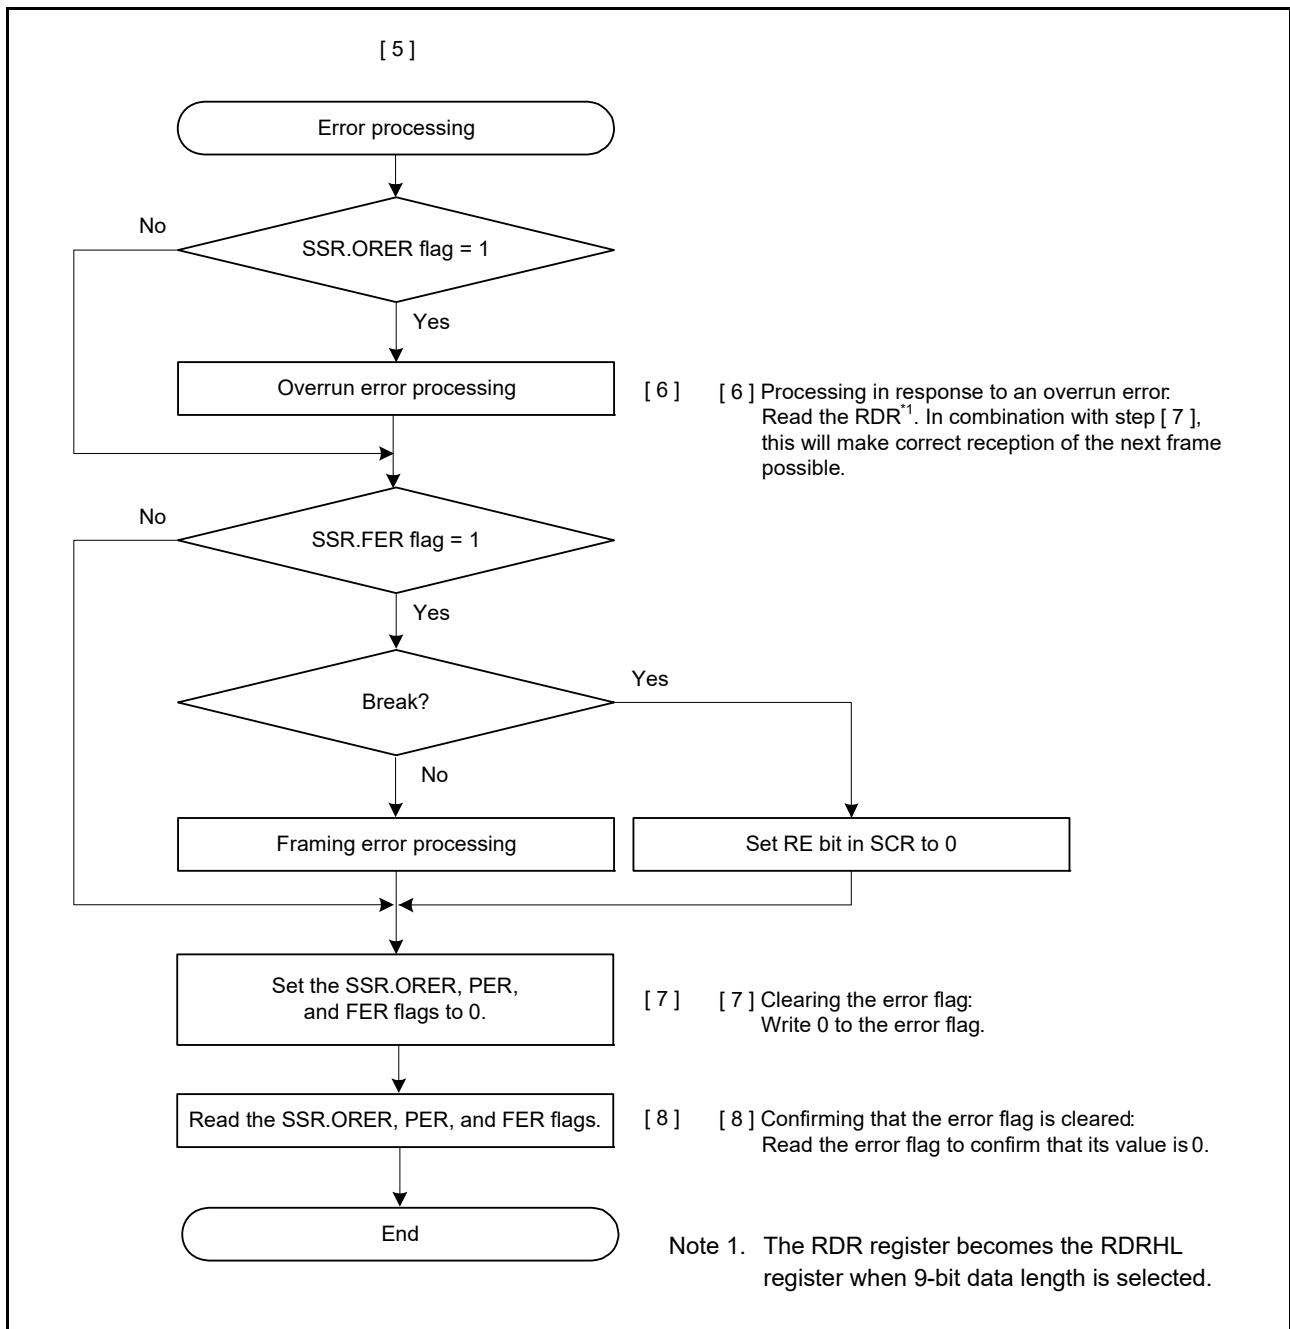 [ 5 ]
Error processing
No
SSR.ORER flag = 1
Yes
Overrun error processing
[ 6 ]
[ 6 ] Processing in response to an overrun error:
Read the RDR*1. In combination with step [ 7 ],
this will make correct reception of the next frame
possible.
No
SSR.FER flag = 1
Yes
Break?
Yes
No
Framing error processing
Set RE bit in SCR to 0
Set the SSR.ORER, PER,
and FER flags to 0.
[ 7 ]
[ 7 ] Clearing the error flag:
Write 0 to the error flag.
Read the SSR.ORER, PER, and FER flags.
[ 8 ]
[ 8 ] Confirming that the error flag is cleared:
Read the error flag to confirm that its value is 0.
End
Note 1. The RDR register becomes the RDRHL
register when 9-bit data length is selected.